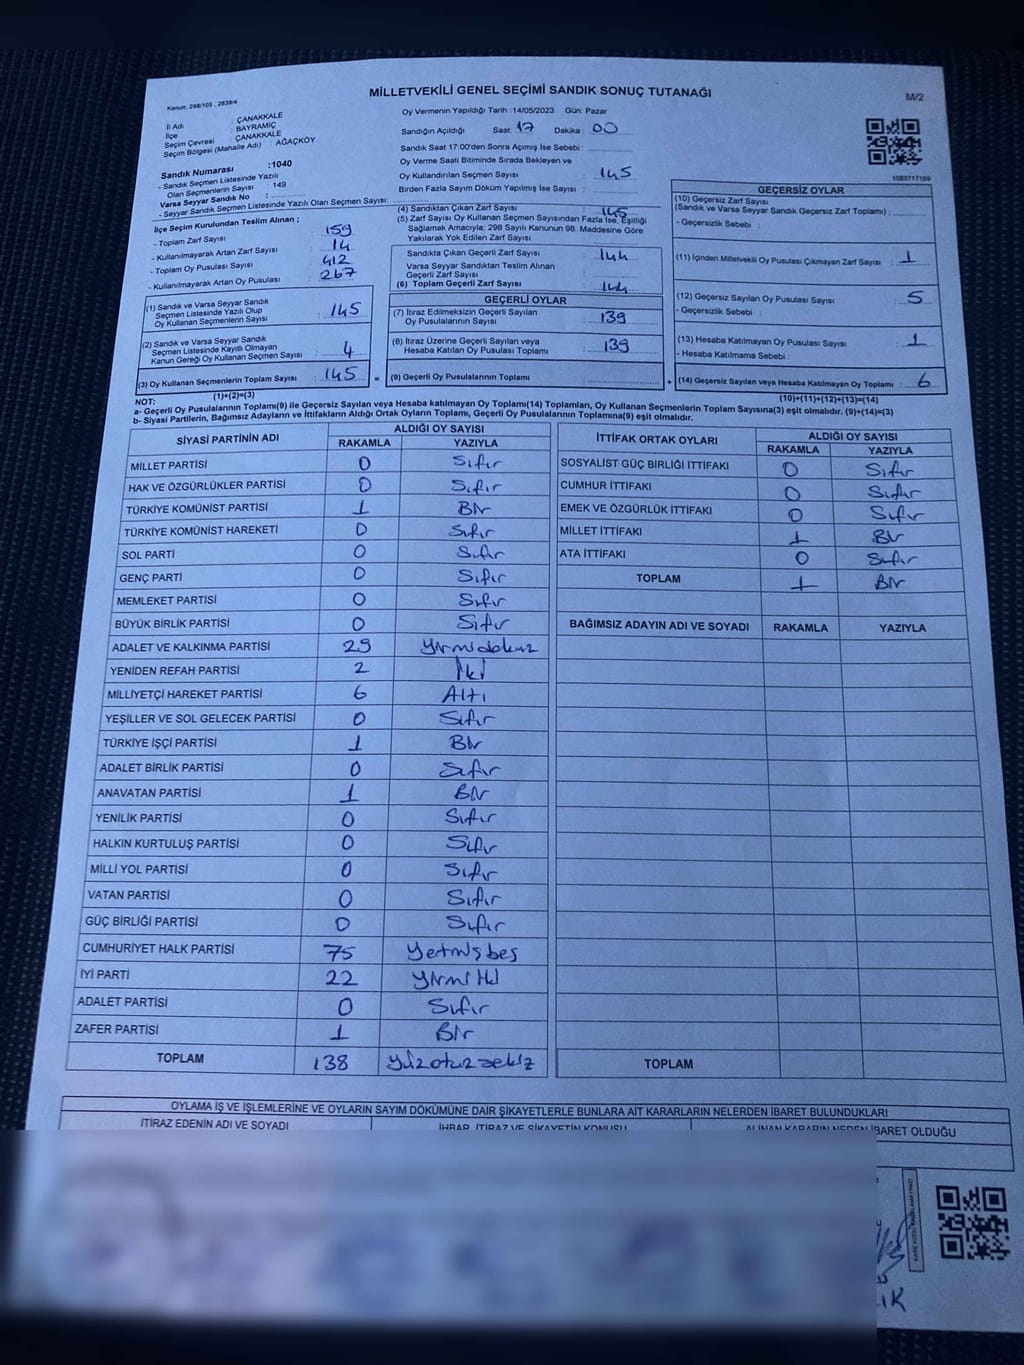 Kanun; 298/105 , 2839/4
MİLLETVEKİLİ GENEL SEÇİMİ SANDIK SONUÇ TUTANAĞI
M/2
İl Adı : ÇANAKKALE
İlçe : BAYRAMİÇ
Seçim Çevresi : ÇANAKKALE
Seçim Bölgesi (Mahalle Adı) : AĞAÇKÖY
Sandık Numarası :1040
- Sandık Seçmen Listesinde Yazılı
Olan Seçmenlerin Sayısı : 149
Varsa Seyyar Sandık No :
- Seyyar Sandık Seçmen Listesinde Yazılı Olan Seçmen Sayısı:
Oy Vermenin Yapıldığı Tarih :14/05/2023 Gün: Pazar
Sandığın Açıldığı Saat: 17 Dakika : 00
Sandık Saat 17:00'den Sonra Açımış İse Sebebi :
Oy Verme Saati Bitiminde Sırada Bekleyen ve
Oy Kullandırılan Seçmen Sayısı : 145
Birden Fazla Sayım Döküm Yapılmış İse Sayısı :
1083717169
İlçe Seçim Kurulundan Teslim Alınan ;
- Toplam Zarf Sayısı : 159
- Kullanılmayarak Artan Zarf Sayısı : 14
- Toplam Oy Pusulası Sayısı : 412
- Kullanılmayarak Artan Oy Pusulası : 267
(4) Sandıktan Çıkan Zarf Sayısı : 145
(5) Zarf Sayısı Oy Kullanan Seçmen Sayısından Fazla İse, Eşitliği
Sağlamak Amacıyla; 298 Sayılı Kanunun 98. Maddesine Göre
Yakılarak Yok Edilen Zarf Sayısı :
Sandıkta Çıkan Geçerli Zarf Sayısı : 144
Varsa Seyyar Sandıktan Teslim Alınan
Geçerli Zarf Sayısı :
(6) Toplam Geçerli Zarf Sayısı : 144
GEÇERSİZ OYLAR
(10) Geçersiz Zarf Sayısı
(Sandık ve Varsa Seyyar Sandık Geçersiz Zarf Toplamı) :
- Geçersizlik Sebebi :
(11) İçinden Milletvekili Oy Pusulası Çıkmayan Zarf Sayısı : 1
(12) Geçersiz Sayılan Oy Pusulası Sayısı : 5
- Geçersizlik Sebebi :
(13) Hesaba Katılmayan Oy Pusulası Sayısı : 1
- Hesaba Katılmama Sebebi :
(14) Geçersiz Sayılan veya Hesaba Katılmayan Oy Toplamı : 6
(10)+(11)+(12)+(13)=(14)
(1) Sandık ve Varsa Seyyar Sandık
Seçmen Listesinde Yazılı Olup
Oy Kullanan Seçmenlerin Sayısı : 145
(2) Sandık ve Varsa Seyyar Sandık
Seçmen Listesinde Kayıtlı Olmayan
Kanun Gereği Oy Kullanan Seçmen Sayısı : 4
(3) Oy Kullanan Seçmenlerin Toplam Sayısı : 145
(1)+(2)=(3)
GEÇERLİ OYLAR
(7) İtiraz Edilmeksizin Geçerli Sayılan
Oy Pusulalarının Sayısı : 139
(8) İtiraz Üzerine Geçerli Sayılan veya
Hesaba Katılan Oy Pusulası Toplamı : 139
(9) Geçerli Oy Pusulalarının Toplamı :
NOT:
a- Geçerli Oy Pusulalarının Toplamı(9) ile Geçersiz Sayılan veya Hesaba katılmayan Oy Toplamı(14) Toplamları, Oy Kullanan Seçmenlerin Toplam Sayısına(3) eşit olmalıdır. (9)+(14)=(3)
b- Siyasi Partilerin, Bağımsız Adayların ve İttifakların Aldığı Ortak Oyların Toplamı, Geçerli Oy Pusulalarının Toplamına(9) eşit olmalıdır.
SİYASİ PARTİNİN ADI ALDIĞI OY SAYISI
RAKAMLA YAZIYLA
MİLLET PARTİSİ 0 Sıfır
HAK VE ÖZGÜRLÜKLER PARTİSİ 0 Sıfır
TÜRKİYE KOMÜNİST PARTİSİ 1 Bir
TÜRKİYE KOMÜNİST HAREKETİ 0 Sıfır
SOL PARTİ 0 Sıfır
GENÇ PARTİ 0 Sıfır
MEMLEKET PARTİSİ 0 Sıfır
BÜYÜK BİRLİK PARTİSİ 0 Sıfır
ADALET VE KALKINMA PARTİSİ 29 Yirmidokuz
YENİDEN REFAH PARTİSİ 2 İki
MİLLİYETÇİ HAREKET PARTİSİ 6 Altı
YEŞİLLER VE SOL GELECEK PARTİSİ 0 Sıfır
TÜRKİYE İŞÇİ PARTİSİ 1 Bir
ADALET BİRLİK PARTİSİ 0 Sıfır
ANAVATAN PARTİSİ 1 Bir
YENİLİK PARTİSİ 0 Sıfır
HALKIN KURTULUŞ PARTİSİ 0 Sıfır
MİLLİ YOL PARTİSİ 0 Sıfır
VATAN PARTİSİ 0 Sıfır
GÜÇ BİRLİĞİ PARTİSİ 0 Sıfır
CUMHURİYET HALK PARTİSİ 75 Yetmişbeş
İYİ PARTİ 22 Yirmi iki
ADALET PARTİSİ 0 Sıfır
ZAFER PARTİSİ 1 Bir
TOPLAM 138 Yüzotuzsekiz
İTTİFAK ORTAK OYLARI ALDIĞI OY SAYISI
RAKAMLA YAZIYLA
SOSYALİST GÜÇ BİRLİĞİ İTTİFAKI 0 Sıfır
CUMHUR İTTİFAKI 0 Sıfır
EMEK VE ÖZGÜRLÜK İTTİFAKI 0 Sıfır
MİLLET İTTİFAKI 1 Bir
ATA İTTİFAKI 0 Sıfır
TOPLAM 1 Bir
BAĞIMSIZ ADAYIN ADI VE SOYADI RAKAMLA YAZIYLA
TOPLAM
OYLAMA İŞ VE İŞLEMLERİNE VE OYLARIN SAYIM DÖKÜMÜNE DAİR ŞİKAYETLERLE BUNLARA AİT KARARLARIN NELERDEN İBARET BULUNDUKLARI
İTİRAZ EDENİN ADI VE SOYADI İHBAR, İTİRAZ VE ŞİKAYETİN KONUSU ALINAN KARARIN NEDEN İBARET OLDUĞU